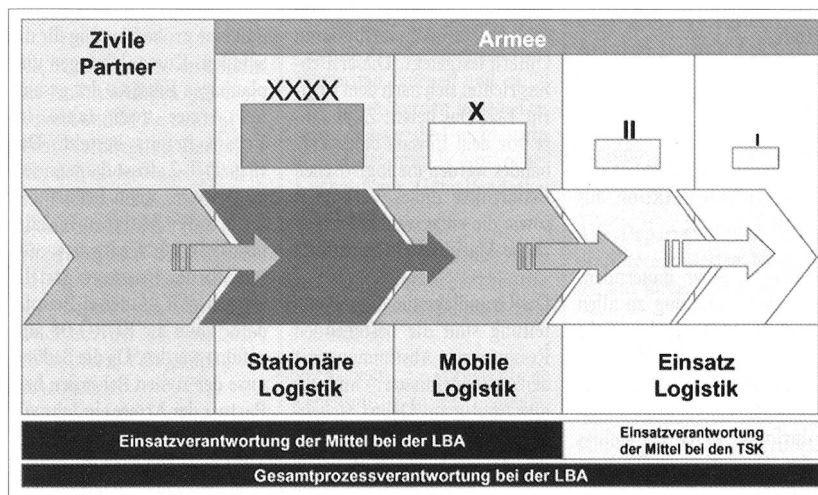 Zivile
Partner
Armee
XXXX
X
II
I
Stationäre
Logistik
Mobile
Logistik
Einsatz
Logistik
Einsatzverantwortung der Mittel bei der LBA
Einsatzverantwortung
der Mittel bei den TSK
Gesamtprozessverantwortung bei der LBA